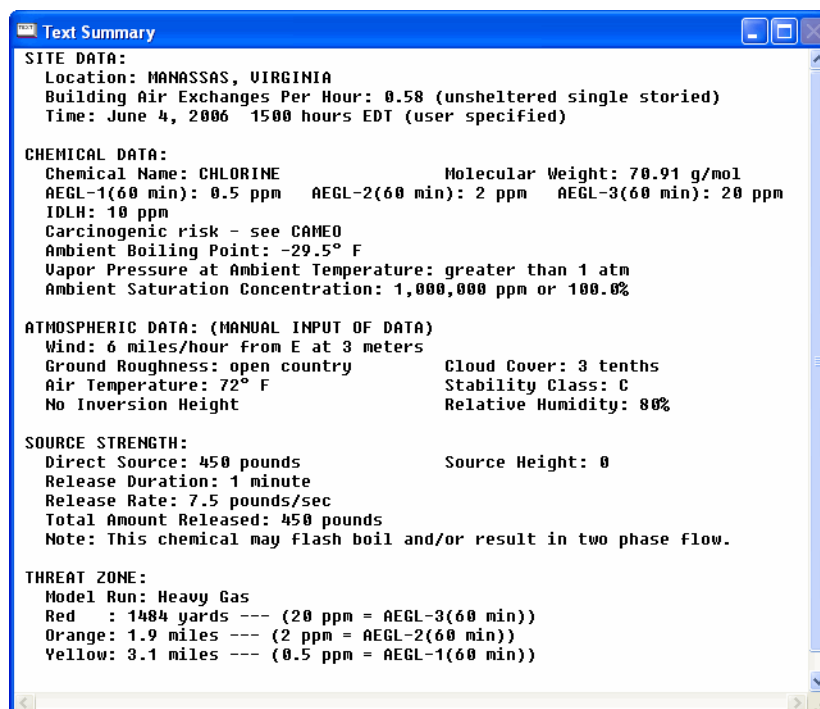 Text Summary
SITE DATA:
Location: MANASSAS, VIRGINIA
Building Air Exchanges Per Hour: 0.58 (unsheltered single storied)
Time: June 4, 2006  1500 hours EDT (user specified)
CHEMICAL DATA:
Chemical Name: CHLORINE    Molecular Weight: 70.91 g/mol
AEGL-1(60 min): 0.5 ppm   AEGL-2(60 min): 2 ppm   AEGL-3(60 min): 20 ppm
IDLH: 10 ppm
Carcinogenic risk - see CAMEO
Ambient Boiling Point: -29.5° F
Vapor Pressure at Ambient Temperature: greater than 1 atm
Ambient Saturation Concentration: 1,000,000 ppm or 100.0%
ATMOSPHERIC DATA: (MANUAL INPUT OF DATA)
Wind: 6 miles/hour from E at 3 meters
Ground Roughness: open country    Cloud Cover: 3 tenths
Air Temperature: 72° F    Stability Class: C
No Inversion Height    Relative Humidity: 80%
SOURCE STRENGTH:
Direct Source: 450 pounds    Source Height: 0
Release Duration: 1 minute
Release Rate: 7.5 pounds/sec
Total Amount Released: 450 pounds
Note: This chemical may flash boil and/or result in two phase flow.
THREAT ZONE:
Model Run: Heavy Gas
Red   : 1484 yards --- (20 ppm = AEGL-3(60 min))
Orange: 1.9 miles --- (2 ppm = AEGL-2(60 min))
Yellow: 3.1 miles --- (0.5 ppm = AEGL-1(60 min))